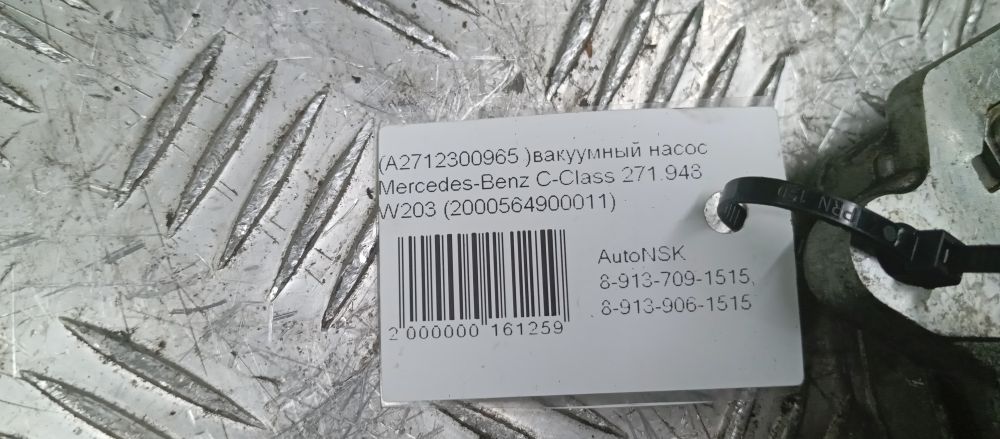 (A2712300965 )вакуумный насос
Mercedes-Benz C-Class 271.948
W203 (2000564900011)
AutoNSK
8-913-709-1515,
8-913-906-1515
2 000000 161259
PRN